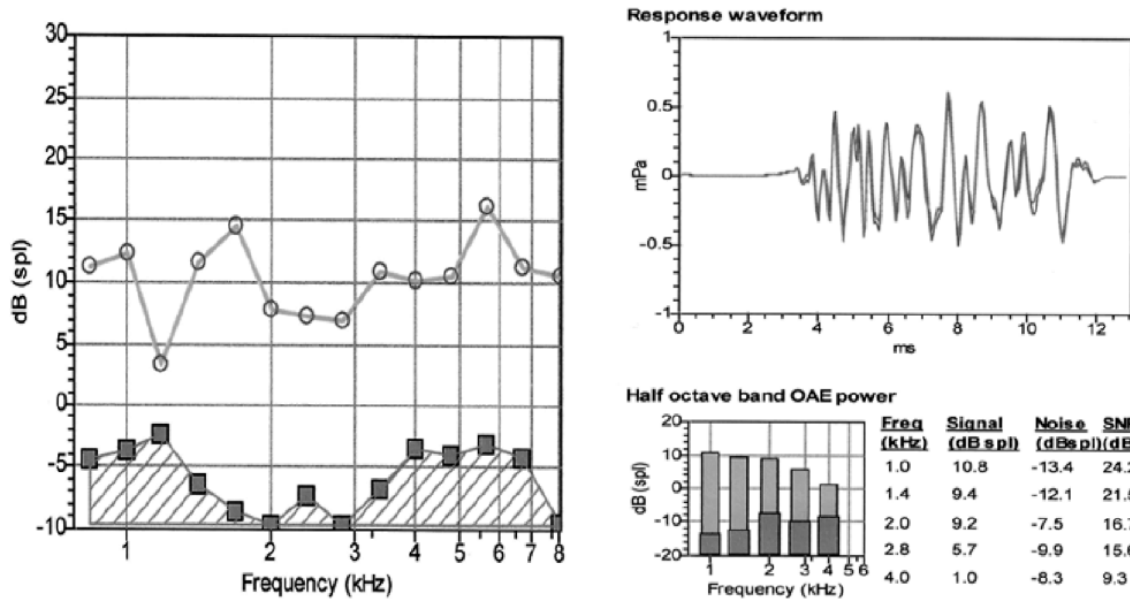 30
25
20
15
10
5
0
-5
-10
dB (spl)
1 2 3 4 5 6 7 8
Frequency (kHz)
Response waveform
1
0.5
0
-0.5
-1
mPa
0 2 4 6 8 10 12
ms
Half octave band OAE power
20
10
0
-10
-20
dB (spl)
1 2 3 4 5 6
Frequency (kHz)
Freq Signal Noise
(kHz) (dB spl) (dBspl)
1.0 10.8 -13.4
1.4 9.4 -12.1
2.0 9.2 -7.5
2.8 5.7 -9.9
4.0 1.0 -8.3 9.3